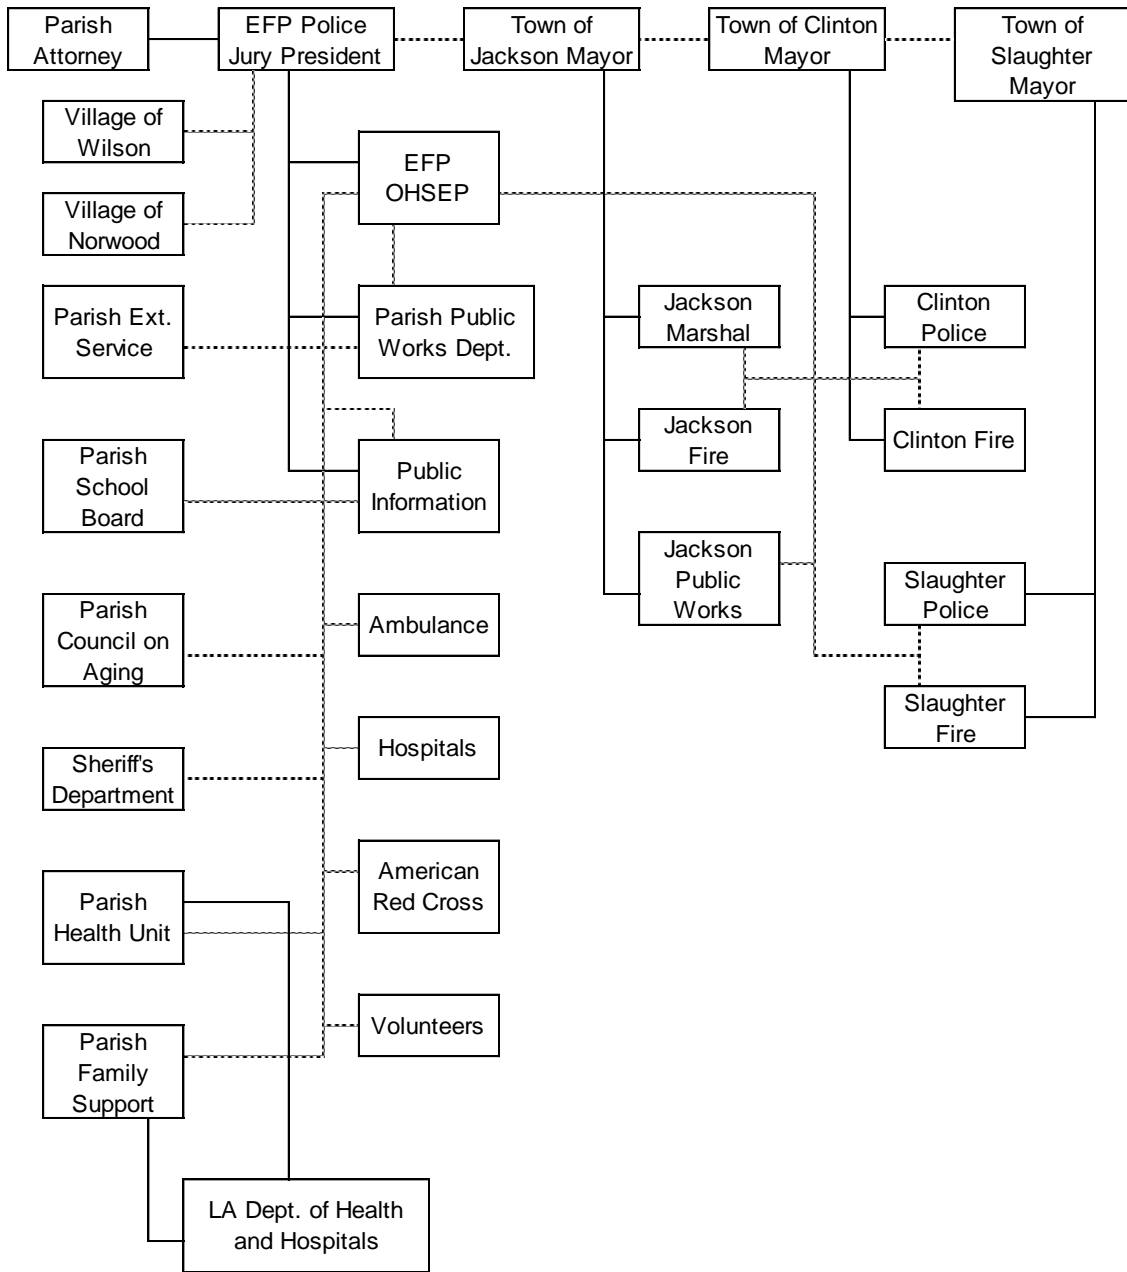 Parish
Attorney
EFP Police
Jury President
Town of
Jackson Mayor
Town of Clinton
Mayor
Town of
Slaughter
Mayor
Village of
Wilson
EFP
OHSEP
Village of
Norwood
Parish Ext.
Service
Parish Public
Works Dept.
Jackson
Marshal
Clinton
Police
Parish
School
Board
Public
Information
Jackson
Fire
Clinton Fire
Jackson
Public
Works
Parish
Council on
Aging
Ambulance
Slaughter
Police
Slaughter
Fire
Sheriff's
Department
Hospitals
Parish
Health Unit
American
Red Cross
Parish
Family
Support
Volunteers
LA Dept. of Health
and Hospitals